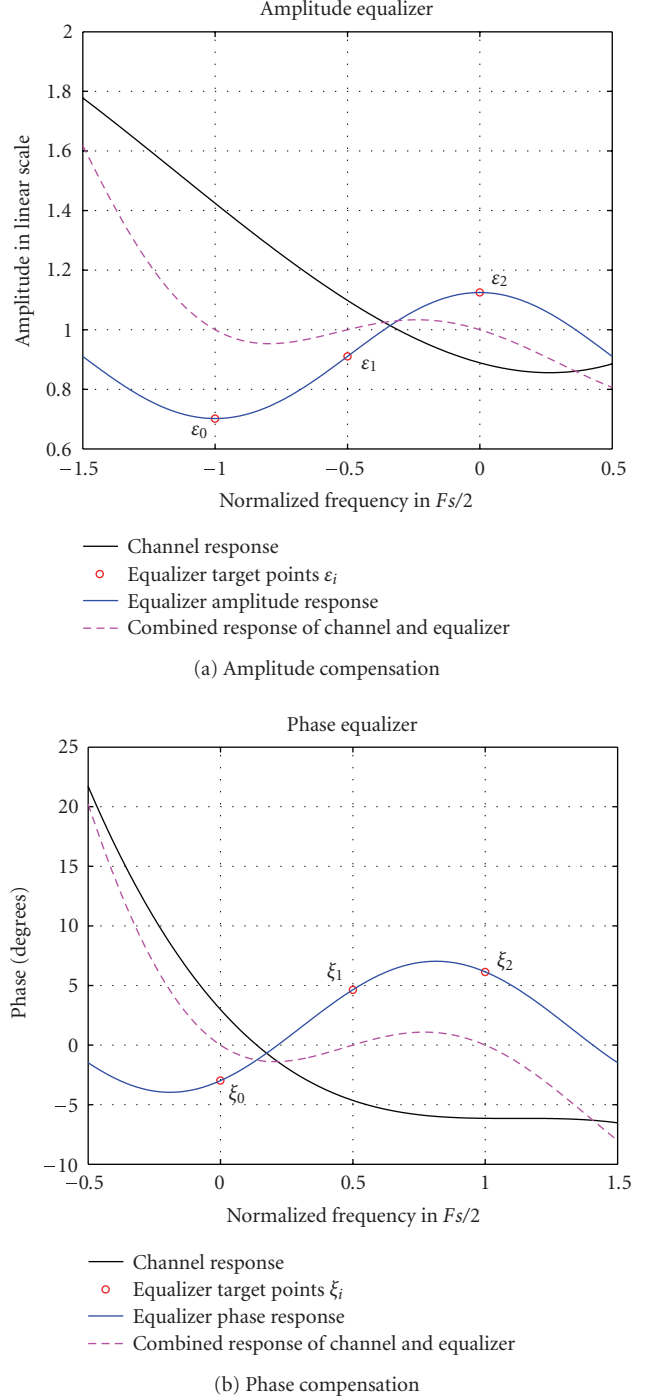 Amplitude equalizer
2
1.8
1.6
1.4
1.2
1
0.8
0.6
Amplitude in linear scale
ε2
ε1
ε0
−1.5 −1 −0.5 0 0.5
Normalized frequency in Fs/2
Channel response
Equalizer target points εi
Equalizer amplitude response
Combined response of channel and equalizer
(a) Amplitude compensation
Phase equalizer
25
20
15
10
5
0
−5
−10
Phase (degrees)
ξ1
ξ2
ξ0
−0.5 0 0.5 1 1.5
Normalized frequency in Fs/2
Channel response
Equalizer target points ξi
Equalizer phase response
Combined response of channel and equalizer
(b) Phase compensation